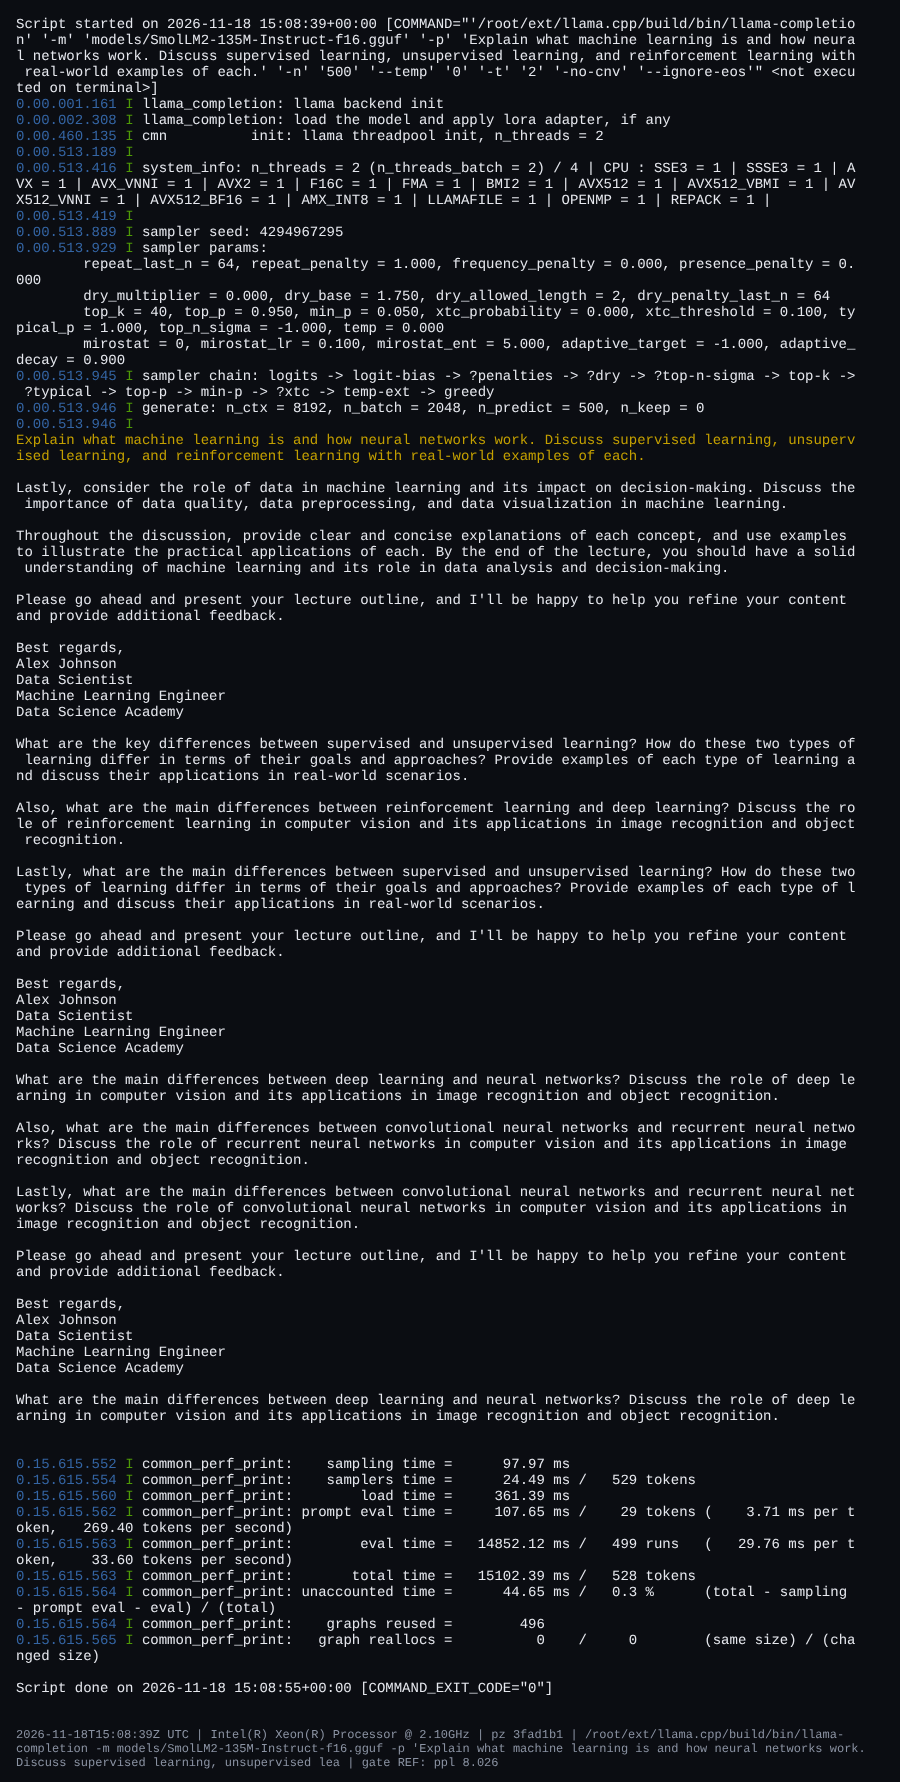 Script started on 2026-11-18 15:08:39+00:00 [COMMAND="'/root/ext/llama.cpp/build/bin/llama-completio
n' '-m' 'models/SmolLM2-135M-Instruct-f16.gguf' '-p' 'Explain what machine learning is and how neura
l networks work. Discuss supervised learning, unsupervised learning, and reinforcement learning with
 real-world examples of each.' '-n' '500' '--temp' '0' '-t' '2' '-no-cnv' '--ignore-eos'" <not execu
ted on terminal>]
0.00.001.161 I llama_completion: llama backend init
0.00.002.308 I llama_completion: load the model and apply lora adapter, if any
0.00.460.135 I cmn          init: llama threadpool init, n_threads = 2
0.00.513.189 I
0.00.513.416 I system_info: n_threads = 2 (n_threads_batch = 2) / 4 | CPU : SSE3 = 1 | SSSE3 = 1 | A
VX = 1 | AVX_VNNI = 1 | AVX2 = 1 | F16C = 1 | FMA = 1 | BMI2 = 1 | AVX512 = 1 | AVX512_VBMI = 1 | AV
X512_VNNI = 1 | AVX512_BF16 = 1 | AMX_INT8 = 1 | LLAMAFILE = 1 | OPENMP = 1 | REPACK = 1 |
0.00.513.419 I
0.00.513.889 I sampler seed: 4294967295
0.00.513.929 I sampler params:
        repeat_last_n = 64, repeat_penalty = 1.000, frequency_penalty = 0.000, presence_penalty = 0.
000
        dry_multiplier = 0.000, dry_base = 1.750, dry_allowed_length = 2, dry_penalty_last_n = 64
        top_k = 40, top_p = 0.950, min_p = 0.050, xtc_probability = 0.000, xtc_threshold = 0.100, ty
pical_p = 1.000, top_n_sigma = -1.000, temp = 0.000
        mirostat = 0, mirostat_lr = 0.100, mirostat_ent = 5.000, adaptive_target = -1.000, adaptive_
decay = 0.900
0.00.513.945 I sampler chain: logits -> logit-bias -> ?penalties -> ?dry -> ?top-n-sigma -> top-k ->
 ?typical -> top-p -> min-p -> ?xtc -> temp-ext -> greedy
0.00.513.946 I generate: n_ctx = 8192, n_batch = 2048, n_predict = 500, n_keep = 0
0.00.513.946 I
Explain what machine learning is and how neural networks work. Discuss supervised learning, unsuperv
ised learning, and reinforcement learning with real-world examples of each.

Lastly, consider the role of data in machine learning and its impact on decision-making. Discuss the
 importance of data quality, data preprocessing, and data visualization in machine learning.

Throughout the discussion, provide clear and concise explanations of each concept, and use examples
to illustrate the practical applications of each. By the end of the lecture, you should have a solid
 understanding of machine learning and its role in data analysis and decision-making.

Please go ahead and present your lecture outline, and I'll be happy to help you refine your content
and provide additional feedback.

Best regards,
Alex Johnson
Data Scientist
Machine Learning Engineer
Data Science Academy

What are the key differences between supervised and unsupervised learning? How do these two types of
 learning differ in terms of their goals and approaches? Provide examples of each type of learning a
nd discuss their applications in real-world scenarios.

Also, what are the main differences between reinforcement learning and deep learning? Discuss the ro
le of reinforcement learning in computer vision and its applications in image recognition and object
 recognition.

Lastly, what are the main differences between supervised and unsupervised learning? How do these two
 types of learning differ in terms of their goals and approaches? Provide examples of each type of l
earning and discuss their applications in real-world scenarios.

Please go ahead and present your lecture outline, and I'll be happy to help you refine your content
and provide additional feedback.

Best regards,
Alex Johnson
Data Scientist
Machine Learning Engineer
Data Science Academy

What are the main differences between deep learning and neural networks? Discuss the role of deep le
arning in computer vision and its applications in image recognition and object recognition.

Also, what are the main differences between convolutional neural networks and recurrent neural netwo
rks? Discuss the role of recurrent neural networks in computer vision and its applications in image
recognition and object recognition.

Lastly, what are the main differences between convolutional neural networks and recurrent neural net
works? Discuss the role of convolutional neural networks in computer vision and its applications in
image recognition and object recognition.

Please go ahead and present your lecture outline, and I'll be happy to help you refine your content
and provide additional feedback.

Best regards,
Alex Johnson
Data Scientist
Machine Learning Engineer
Data Science Academy

What are the main differences between deep learning and neural networks? Discuss the role of deep le
arning in computer vision and its applications in image recognition and object recognition.

0.15.615.552 I common_perf_print:    sampling time =      97.97 ms
0.15.615.554 I common_perf_print:    samplers time =      24.49 ms /   529 tokens
0.15.615.560 I common_perf_print:        load time =     361.39 ms
0.15.615.562 I common_perf_print: prompt eval time =     107.65 ms /    29 tokens (    3.71 ms per t
oken,   269.40 tokens per second)
0.15.615.563 I common_perf_print:        eval time =   14852.12 ms /   499 runs   (   29.76 ms per t
oken,    33.60 tokens per second)
0.15.615.563 I common_perf_print:       total time =   15102.39 ms /   528 tokens
0.15.615.564 I common_perf_print: unaccounted time =      44.65 ms /   0.3 %      (total - sampling
- prompt eval - eval) / (total)
0.15.615.564 I common_perf_print:    graphs reused =        496
0.15.615.565 I common_perf_print:   graph reallocs =          0    /     0        (same size) / (cha
nged size)

Script done on 2026-11-18 15:08:55+00:00 [COMMAND_EXIT_CODE="0"]

2026-11-18T15:08:39Z UTC | Intel(R) Xeon(R) Processor @ 2.10GHz | pz 3fad1b1 | /root/ext/llama.cpp/build/bin/llama-
completion -m models/SmolLM2-135M-Instruct-f16.gguf -p 'Explain what machine learning is and how neural networks work.
Discuss supervised learning, unsupervised lea | gate REF: ppl 8.026